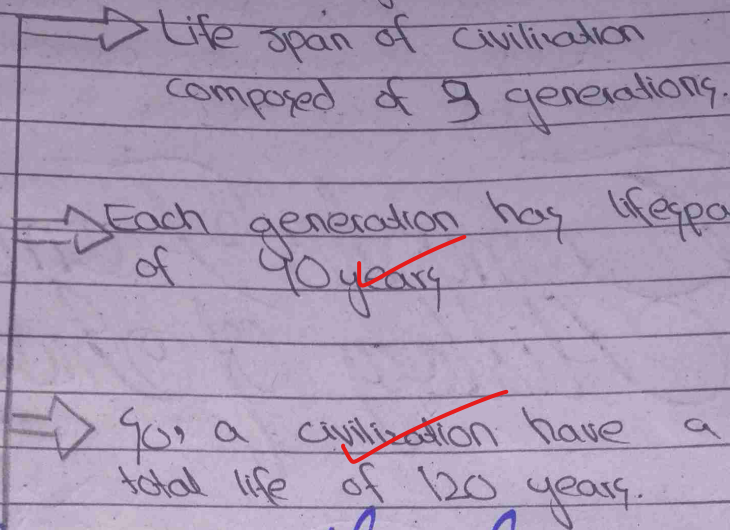 Life span of civilization
composed of 3 generations.
Each generation has lifespa
of 40 years
So, a civilization have a
total life of 120 years.